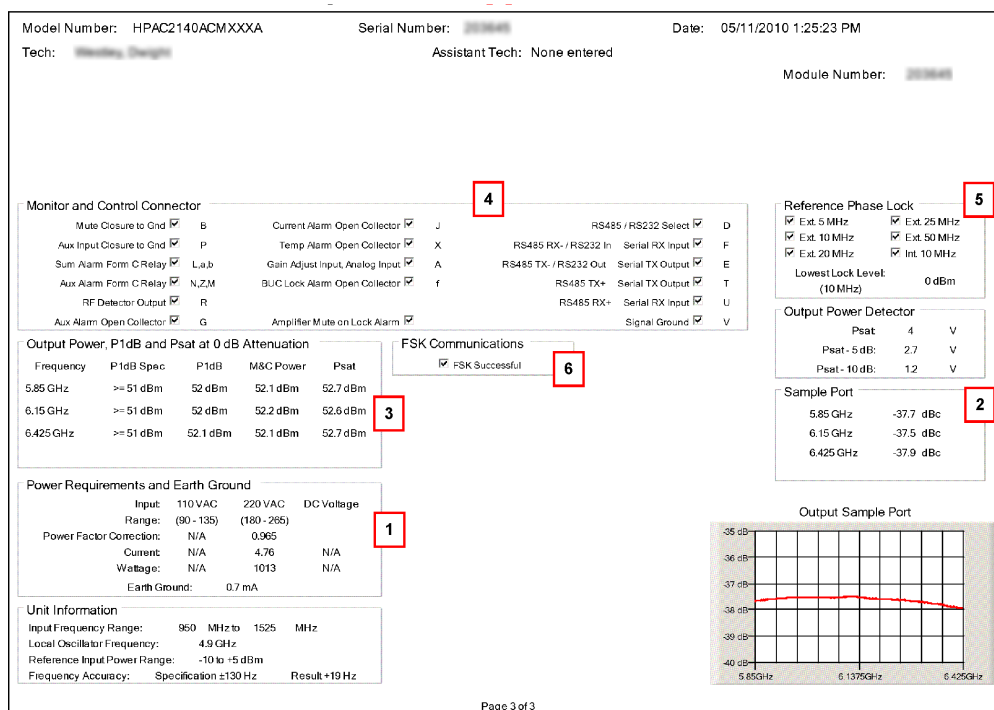 Model Number: HPAC2140ACMXXXA Serial Number: Date: 05/11/2010 1:25:23 PM
Tech: Assistant Tech: None entered
Module Number:
4
5
Monitor and Control Connector
Mute Closure to Gnd B Current Alarm Open Collector J RS485 / RS232 Select D
Aux Input Closure to Gnd P Temp Alarm Open Collector X RS485 RX- / RS232 In Serial RX Input F
Sum Alarm Form C Relay L,a,b Gain Adjust Input, Analog Input A RS485 TX- / RS232 Out Serial TX Output E
Aux Alarm Form C Relay N,Z,M BUC Lock Alarm Open Collector f RS485 TX+ Serial TX Output T
RF Detector Output R RS485 RX+ Serial RX Input U
Aux Alarm Open Collector G Amplifier Mute on Lock Alarm Signal Ground V
Reference Phase Lock
Ext. 5 MHz Ext. 25 MHz
Ext. 10 MHz Ext. 50 MHz
Ext. 20 MHz Int. 10 MHz
Lowest Lock Level: 0 dBm
(10 MHz)
Output Power Detector
Psat: 4 V
Psat - 5 dB: 2.7 V
Psat - 10 dB: 1.2 V
Output Power, P1dB and Psat at 0 dB Attenuation
Frequency P1dB Spec P1dB M&C Power Psat
5.85 GHz >= 51 dBm 52 dBm 52.1 dBm 52.7 dBm
6.15 GHz >= 51 dBm 52 dBm 52.2 dBm 52.6 dBm
6.425 GHz >= 51 dBm 52.1 dBm 52.1 dBm 52.7 dBm
3
FSK Communications
FSK Successful
6
Sample Port
2
5.85 GHz -37.7 dBc
6.15 GHz -37.5 dBc
6.425 GHz -37.9 dBc
Power Requirements and Earth Ground
1
Input: 110 VAC 220 VAC DC Voltage
Range: (90 - 135) (180 - 265)
Power Factor Correction: N/A 0.965
Current: N/A 4.76 N/A
Wattage: N/A 1013 N/A
Earth Ground: 0.7 mA
Unit Information
Input Frequency Range: 950 MHz to 1525 MHz
Local Oscillator Frequency: 4.9 GHz
Reference Input Power Range: -10 to +5 dBm
Frequency Accuracy: Specification ±130 Hz Result +19 Hz
Output Sample Port
-35 dB
-36 dB
-37 dB
-38 dB
-39 dB
-40 dB
5.85GHz 6.1375GHz 6.425GHz
Page 3 of 3